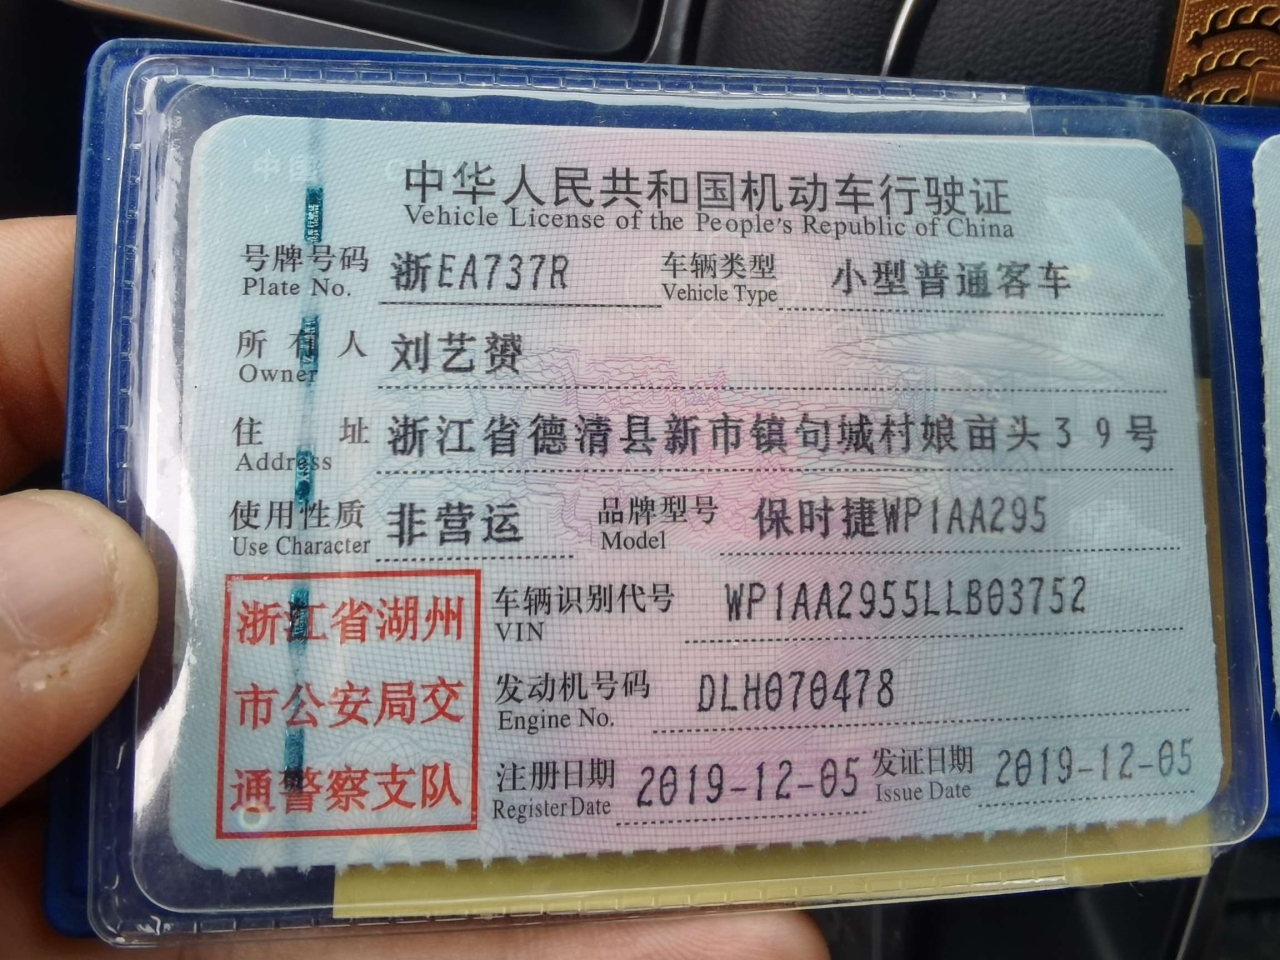 中华人民共和国机动车行驶证
Vehicle License of the People's Republic of China
号牌号码 浙EA737R 车辆类型 小型普通客车
Plate No. Vehicle Type
所有人 刘艺赟
Owner
住址 浙江省德清县新市镇句城村娘亩头39号
Address
使用性质 非营运 品牌型号 保时捷WP1AA295
Use Character Model
浙江省湖州
市公安局交
通警察支队
车辆识别代号 WP1AA2955LLB03752
VIN
发动机号码 DLH070478
Engine No.
注册日期 2019-12-05 发证日期 2019-12-05
Register Date Issue Date